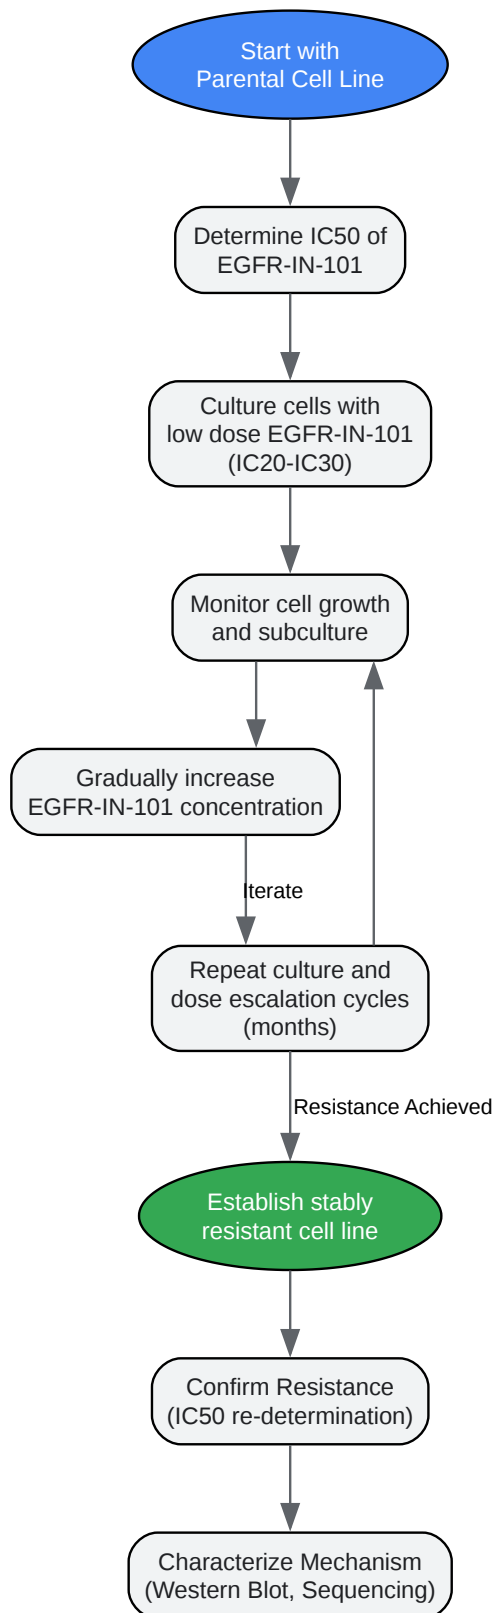 Start with
Parental Cell Line
Determine IC50 of
EGFR-IN-101
Culture cells with
low dose EGFR-IN-101
(IC20-IC30)
Monitor cell growth
and subculture
Gradually increase
EGFR-IN-101 concentration
Iterate
Repeat culture and
dose escalation cycles
(months)
Resistance Achieved
Establish stably
resistant cell line
Confirm Resistance
(IC50 re-determination)
Characterize Mechanism
(Western Blot, Sequencing)